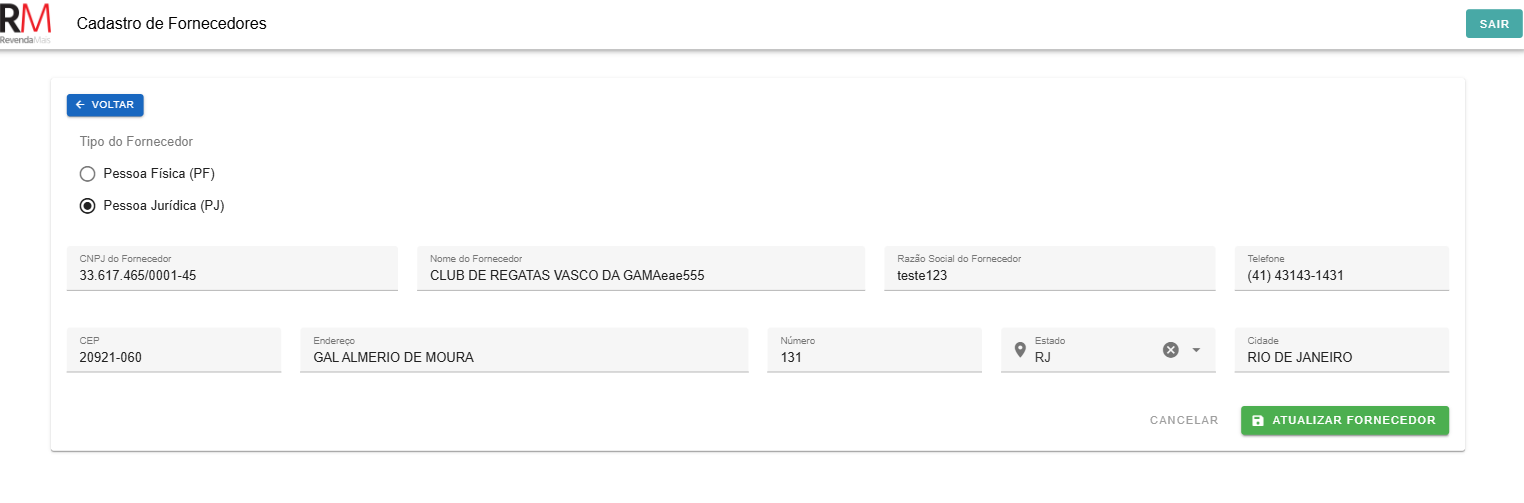 RM
RevendaMais
Cadastro de Fornecedores
SAIR
VOLTAR
Tipo do Fornecedor
Pessoa Física (PF)
Pessoa Jurídica (PJ)
CNPJ do Fornecedor
33.617.465/0001-45
Nome do Fornecedor
CLUB DE REGATAS VASCO DA GAMAeae555
Razão Social do Fornecedor
teste123
Telefone
(41) 43143-1431
CEP
20921-060
Endereço
GAL ALMERIO DE MOURA
Número
131
Estado
RJ
Cidade
RIO DE JANEIRO
CANCELAR
ATUALIZAR FORNECEDOR